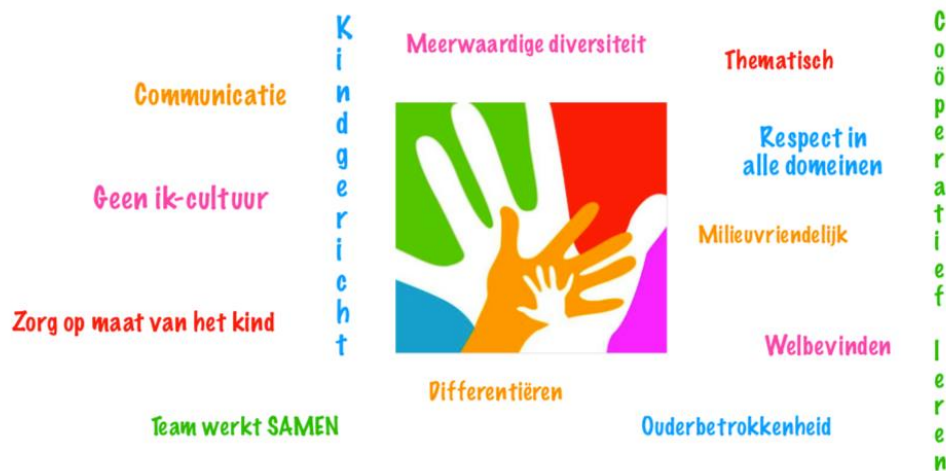 Kindgericht
Meerwaardige diversiteit
Coöperatief leren
Thematisch
Communicatie
Respect in
alle domeinen
Geen ik-cultuur
Milieuvriendelijk
Zorg op maat van het kind
Welbevinden
Differentiëren
Team werkt SAMEN
Ouderbetrokkenheid